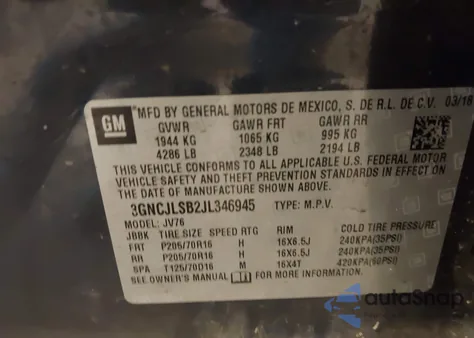 GM
MFD BY GENERAL MOTORS DE MEXICO, S. DE R.L. DE C.V. 03/18
GVWR GAWR FRT GAWR RR
1944 KG 1065 KG 995 KG
4286 LB 2348 LB 2194 LB
THIS VEHICLE CONFORMS TO ALL APPLICABLE U.S. FEDERAL MOTOR
VEHICLE SAFETY AND THEFT PREVENTION STANDARDS IN EFFECT ON
THE DATE OF MANUFACTURE SHOWN ABOVE.
3GNCJLSB2JL346945 TYPE: M.P.V.
MODEL: JV76
JBBK TIRE SIZE SPEED RTG RIM COLD TIRE PRESSURE
FRT P205/70R16 H 16X6.5J 240KPA(35PSI)
RR P205/70R16 H 16X6.5J 240KPA(35PSI)
SPA T125/70D16 M 16X4T 420KPA(60PSI)
SEE OWNER'S MANUAL FOR MORE INFORMATION.
autoSnap